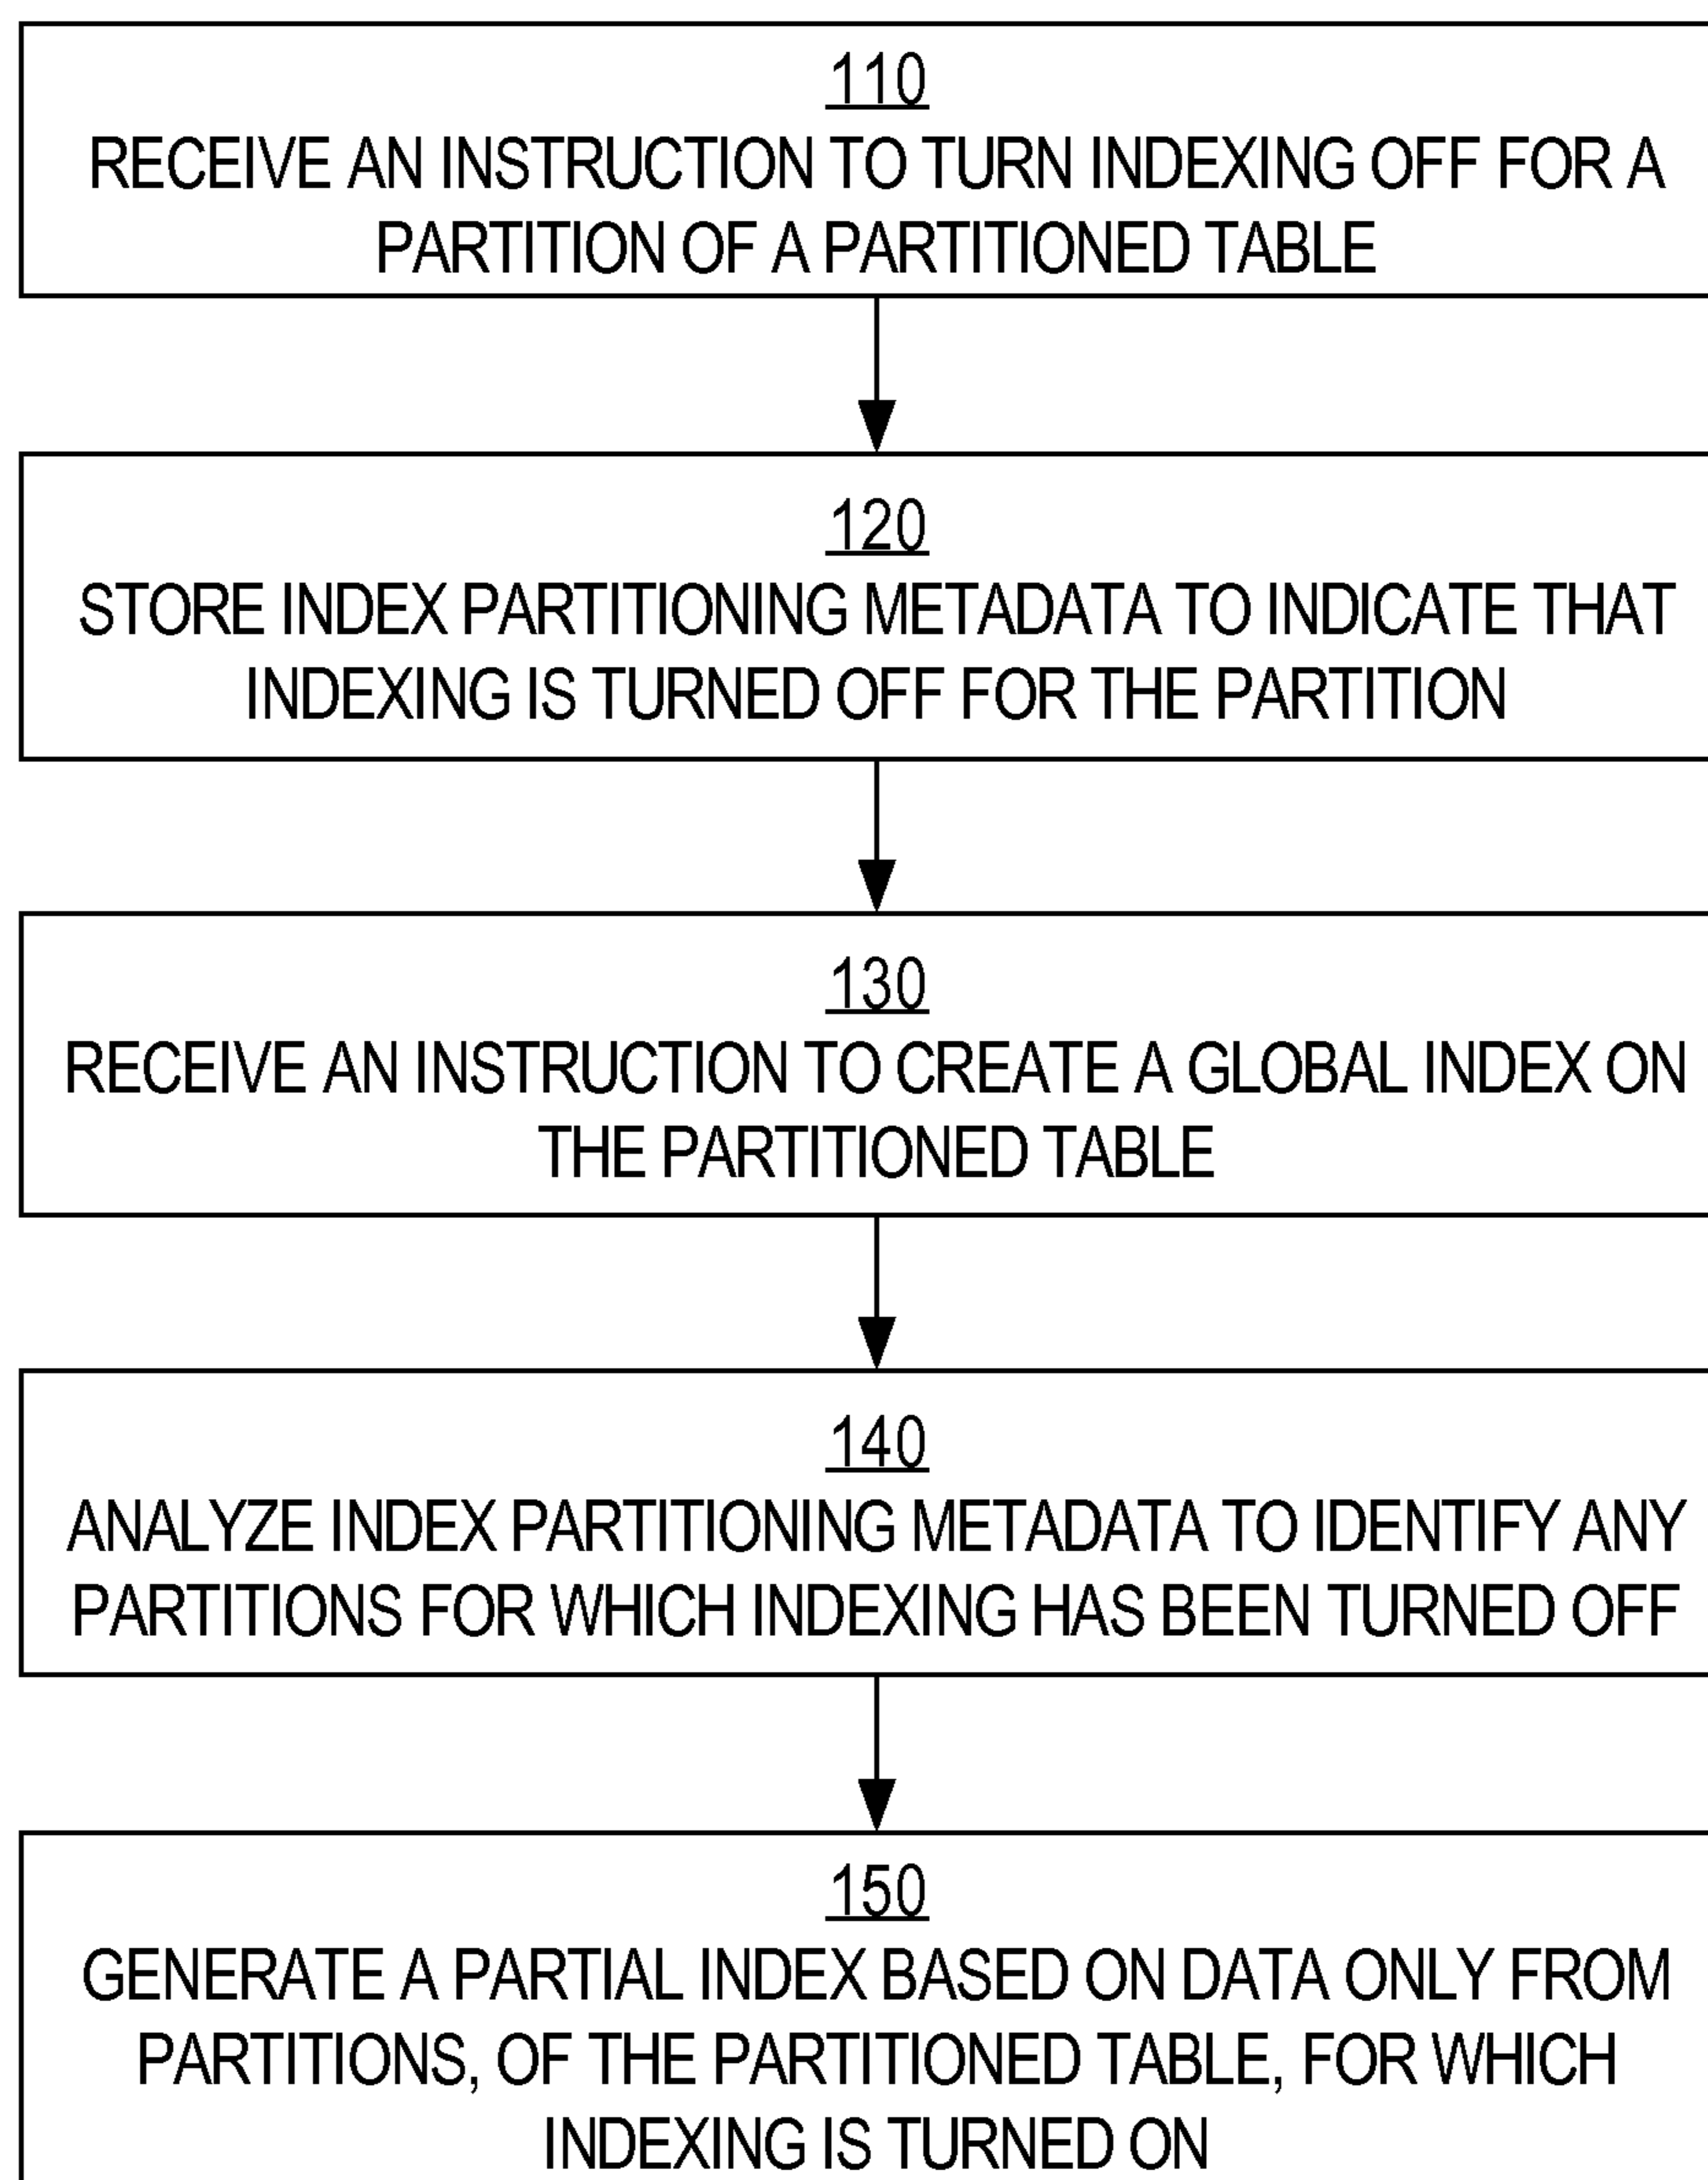 110
RECEIVE AN INSTRUCTION TO TURN INDEXING OFF FOR A
PARTITION OF A PARTITIONED TABLE
120
STORE INDEX PARTITIONING METADATA TO INDICATE THAT
INDEXING IS TURNED OFF FOR THE PARTITION
130
RECEIVE AN INSTRUCTION TO CREATE A GLOBAL INDEX ON
THE PARTITIONED TABLE
140
ANALYZE INDEX PARTITIONING METADATA TO IDENTIFY ANY
PARTITIONS FOR WHICH INDEXING HAS BEEN TURNED OFF
150
GENERATE A PARTIAL INDEX BASED ON DATA ONLY FROM
PARTITIONS, OF THE PARTITIONED TABLE, FOR WHICH
INDEXING IS TURNED ON